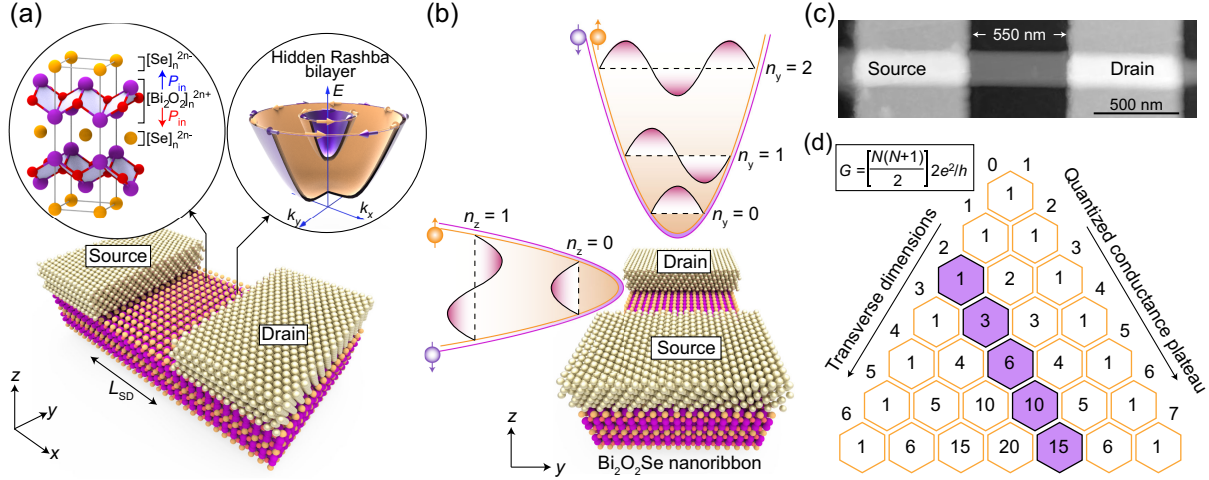 (a)
[Se]ₙ²ⁿ⁻
Pin
[Bi₂O₂]ₙ²ⁿ⁺
Pin
[Se]ₙ²ⁿ⁻
Hidden Rashba
bilayer
E
ky
kx
Source
Drain
LSD
z
y
x
(b)
ny = 2
ny = 1
ny = 0
nz = 1
nz = 0
Drain
Source
z
y
Bi₂O₂Se nanoribbon
(c)
550 nm
Source
Drain
500 nm
(d)
G = [N(N+1)/2] 2e²/h
Transverse dimensions
Quantized conductance plateau
0 1
1
1 2
1 1
2 3
1 2 1
3 4
1 3 3 1
4 5
1 4 6 4 1
6
1 5 10 10 5 1
6 7
1 6 15 20 15 6 1